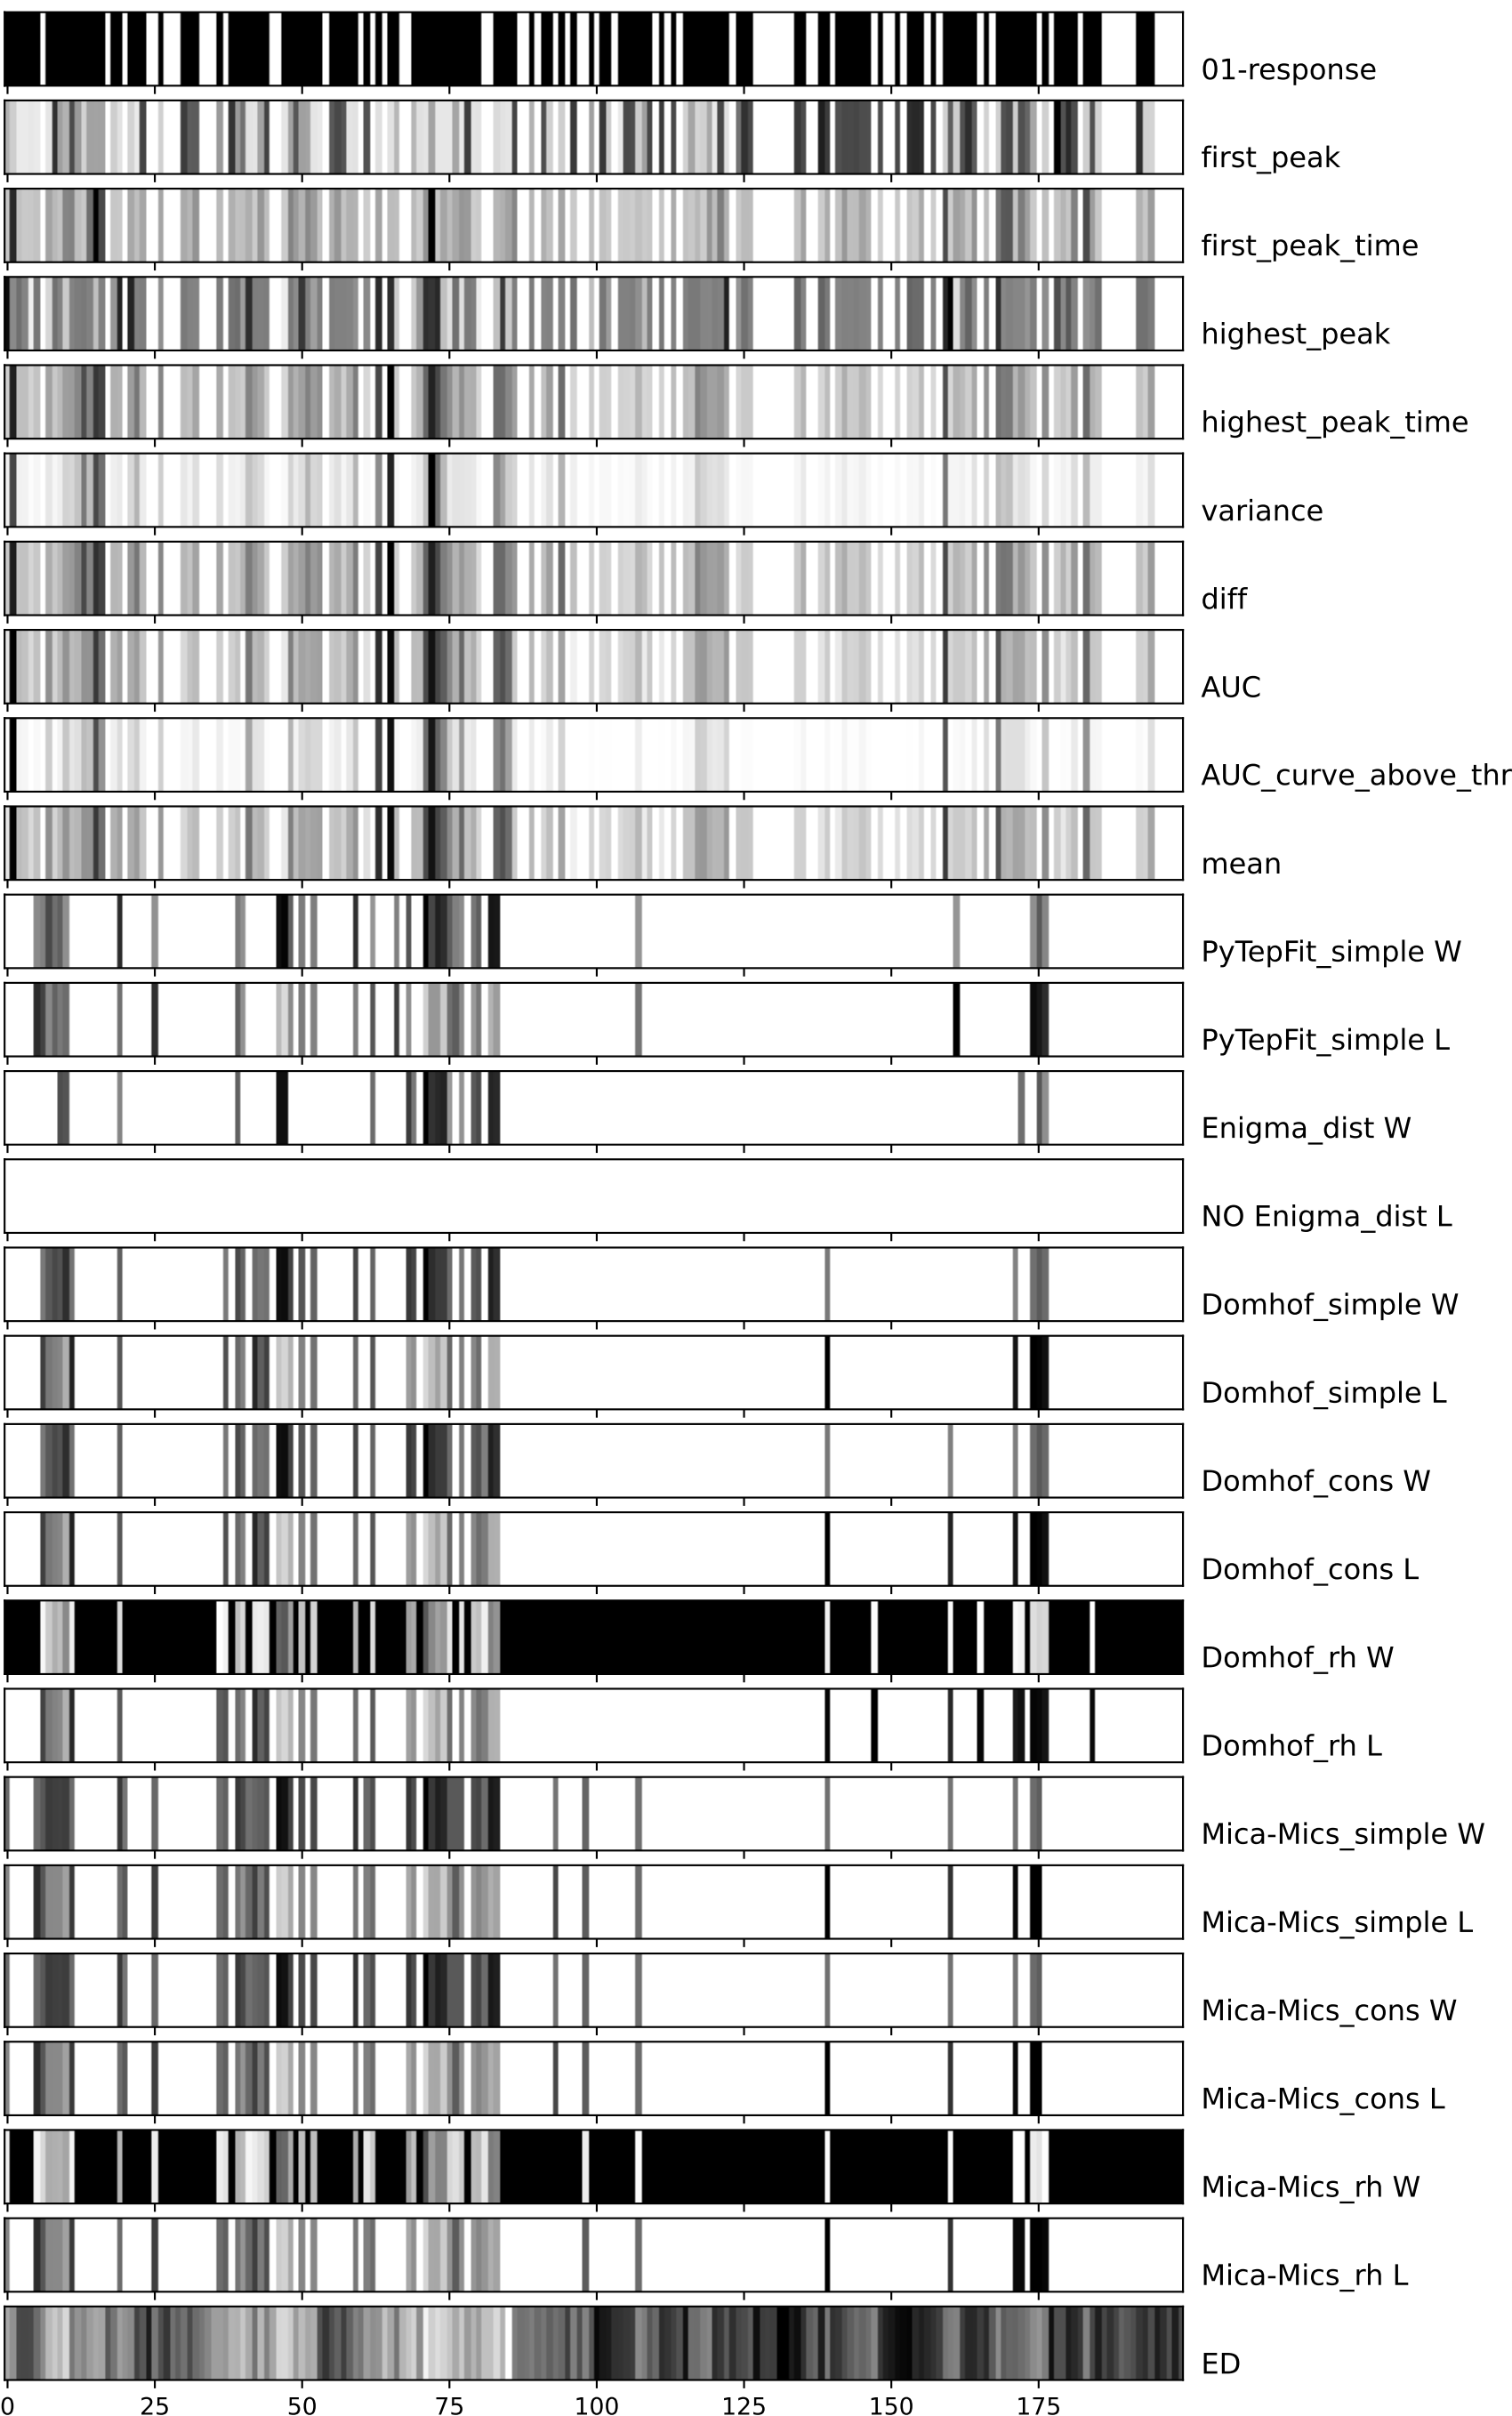 01-response
first_peak
first_peak_time
highest_peak
highest_peak_time
variance
diff
AUC
AUC_curve_above_thr
mean
PyTepFit_simple W
PyTepFit_simple L
Enigma_dist W
NO Enigma_dist L
Domhof_simple W
Domhof_simple L
Domhof_cons W
Domhof_cons L
Domhof_rh W
Domhof_rh L
Mica-Mics_simple W
Mica-Mics_simple L
Mica-Mics_cons W
Mica-Mics_cons L
Mica-Mics_rh W
Mica-Mics_rh L
ED
0 25 50 75 100 125 150 175